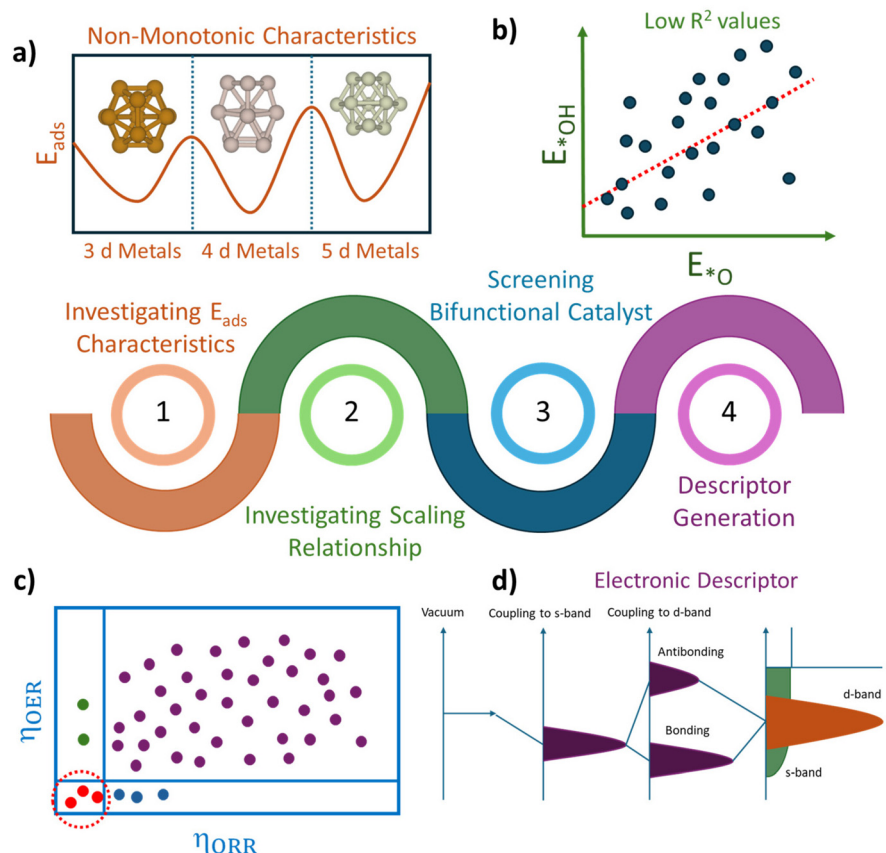 a)
Non-Monotonic Characteristics
E_ads
3 d Metals
4 d Metals
5 d Metals
b)
Low R² values
E*OH
E*O
Investigating E_ads
Characteristics
Screening
Bifunctional Catalyst
1
2
3
4
Investigating Scaling
Relationship
Descriptor
Generation
c)
ηOER
ηORR
d)
Electronic Descriptor
Vacuum
Coupling to s-band
Coupling to d-band
Antibonding
Bonding
d-band
s-band